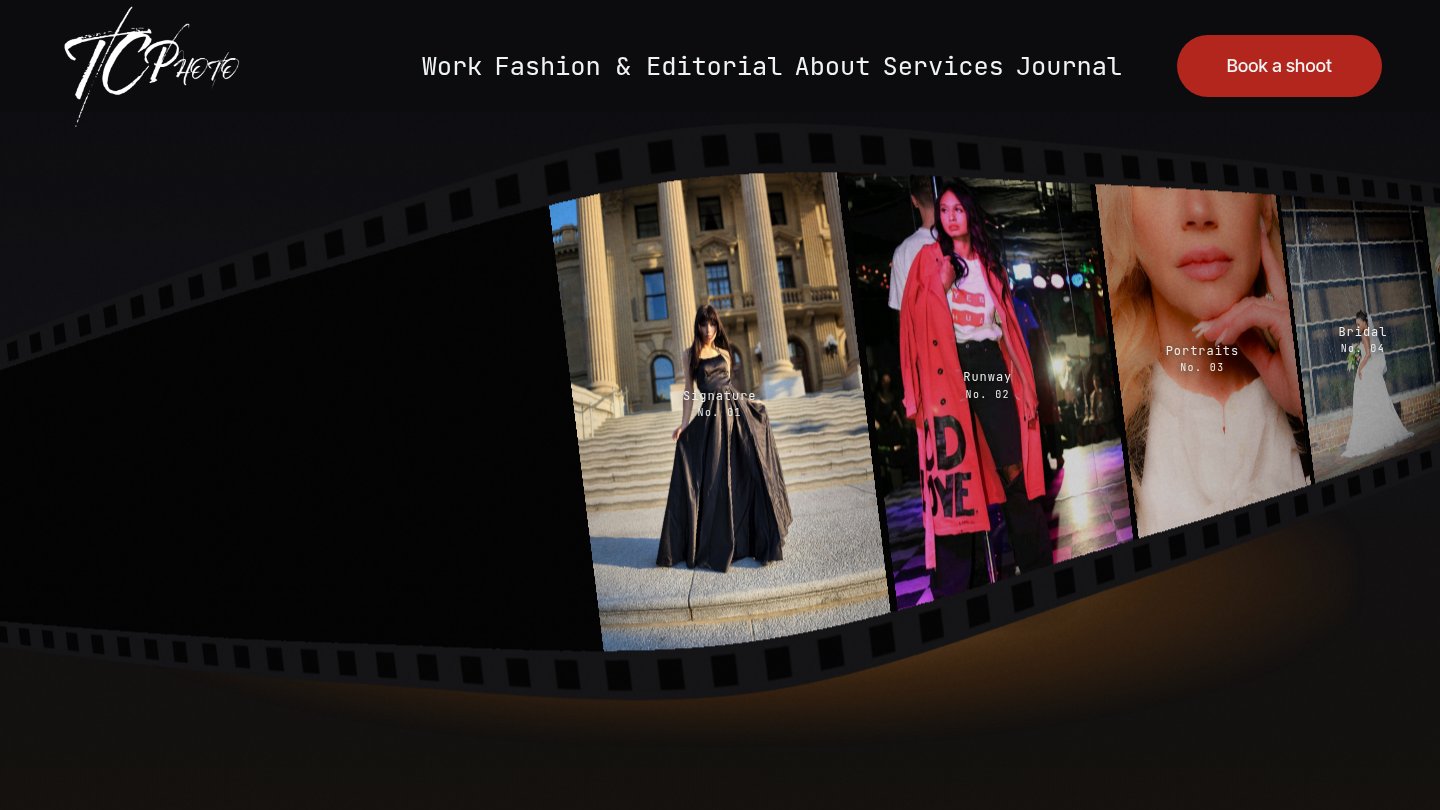 TCPHOTO
Work Fashion & Editorial About Services Journal
Book a shoot
Signature
No. 01
Runway
No. 02
Portraits
No. 03
Bridal
No. 04